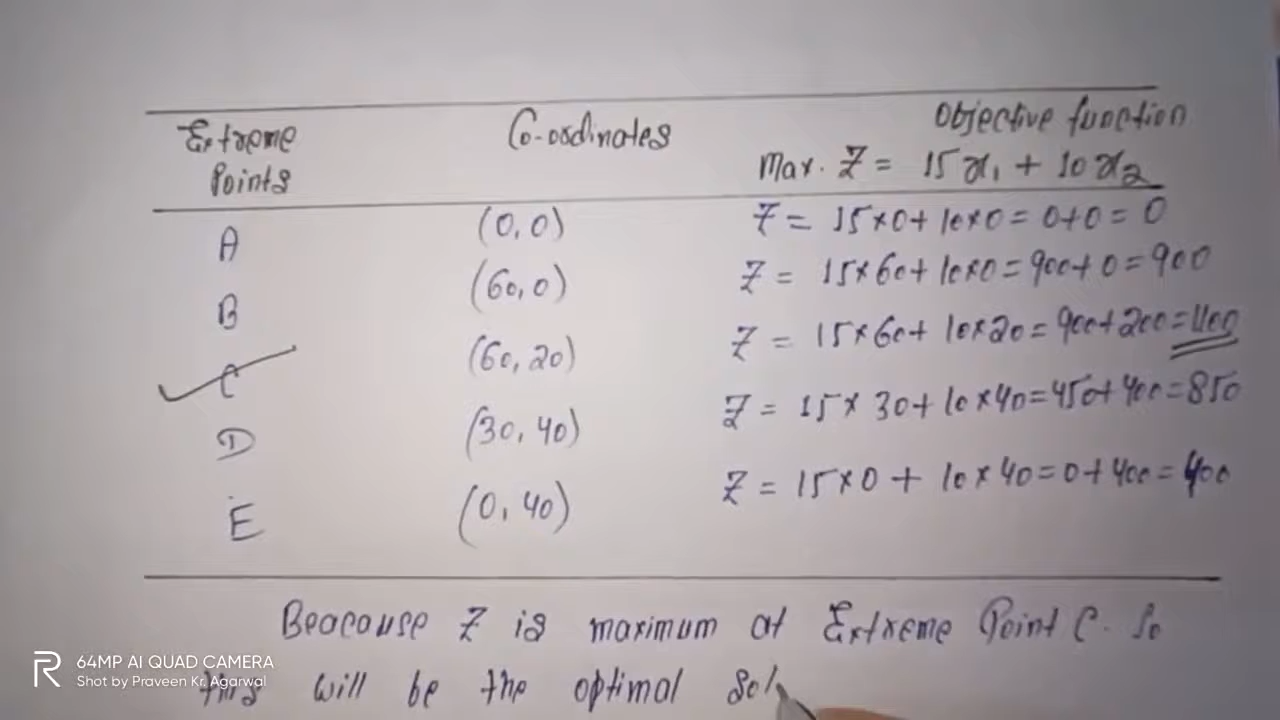 Extreme Points Co-ordinates Objective function
Max. Z = 15x₁ + 10x₂
A (0,0) Z = 15×0+10×0=0+0=0
B (60,0) Z = 15×60+10×0=900+0=900
C (60,20) Z = 15×60+10×20=900+200=1100
D (30,40) Z = 15×30+10×40=450+400=850
E (0,40) Z = 15×0+10×40=0+400=400
Beacause Z is maximum at Extreme Point C. So
this will be the optimal sol
64MP AI QUAD CAMERA
Shot by Praveen Kr. Agarwal